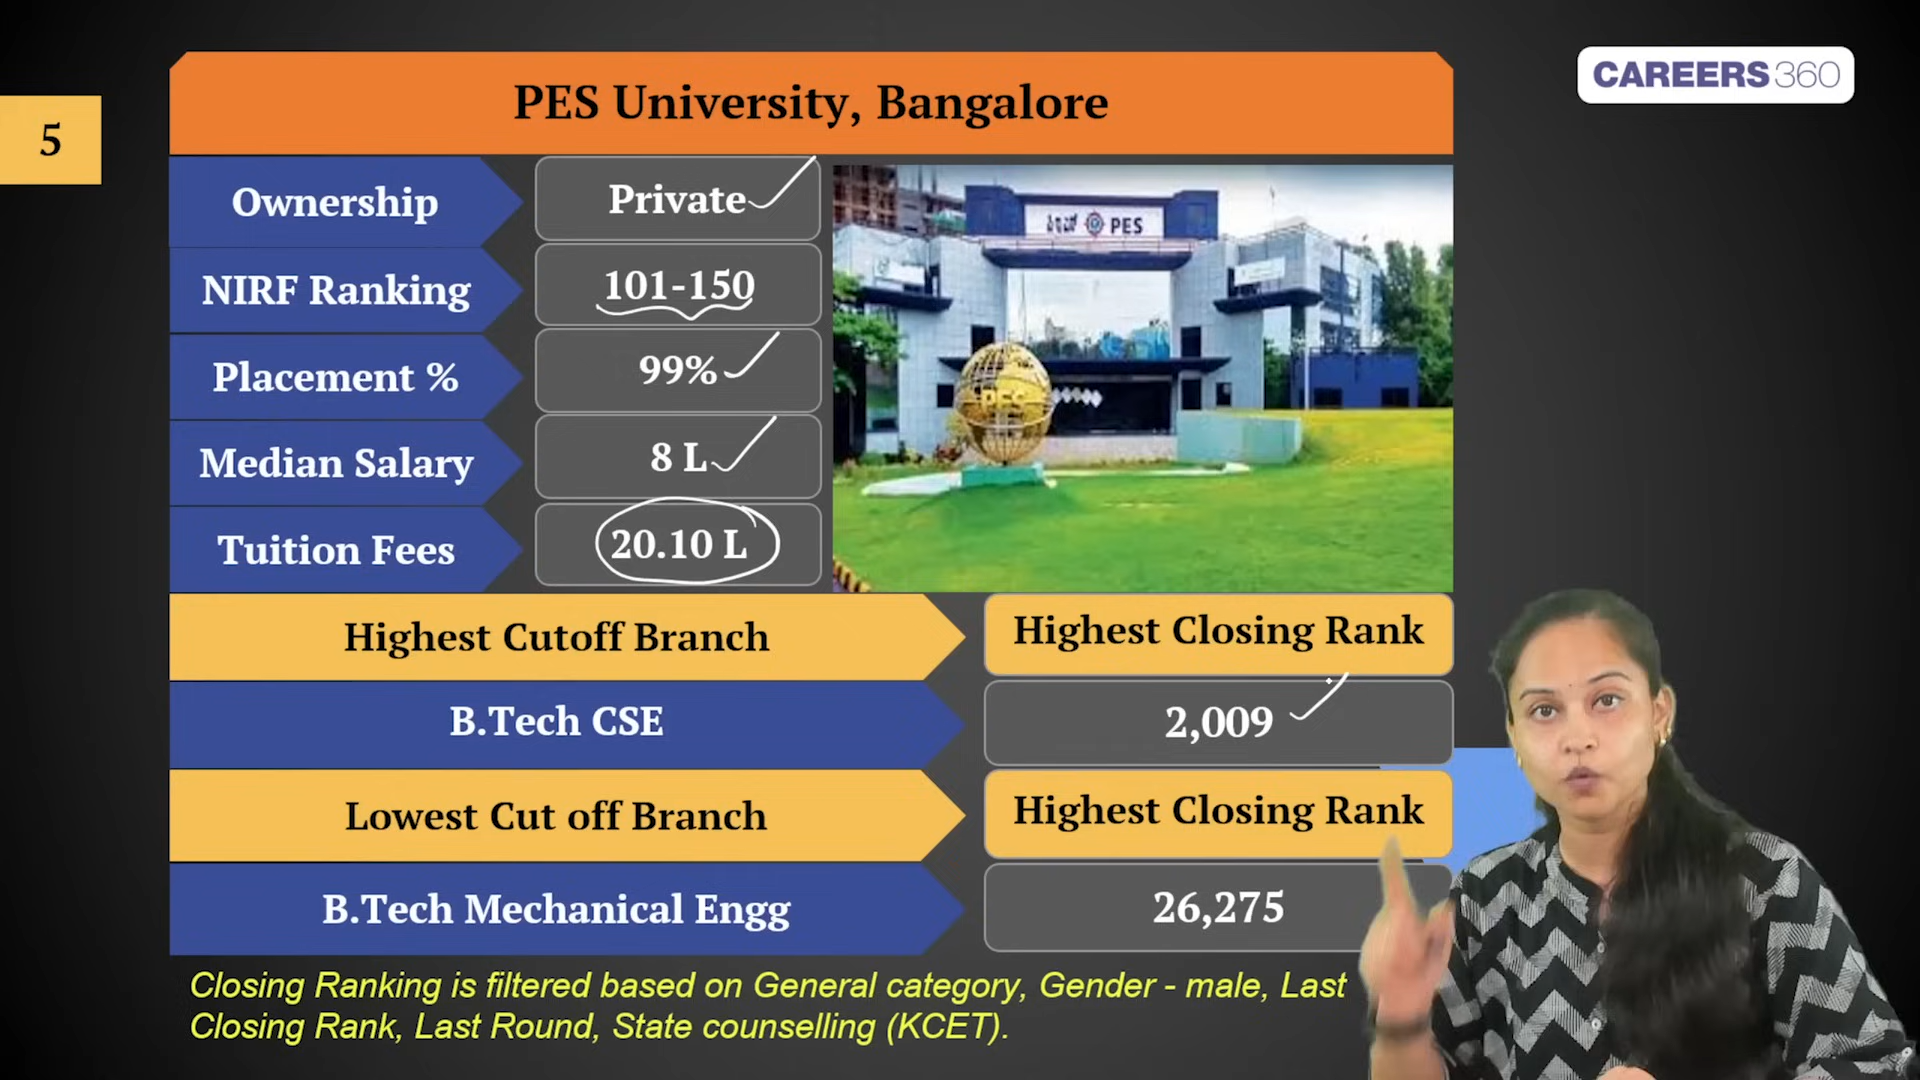 CAREERS360
5
PES University, Bangalore
Ownership
Private
NIRF Ranking
101-150
Placement %
99%
Median Salary
8 L
Tuition Fees
20.10 L
PES
PES
Highest Cutoff Branch
Highest Closing Rank
B.Tech CSE
2,009
Lowest Cut off Branch
Highest Closing Rank
B.Tech Mechanical Engg
26,275
Closing Ranking is filtered based on General category, Gender - male, Last
Closing Rank, Last Round, State counselling (KCET).